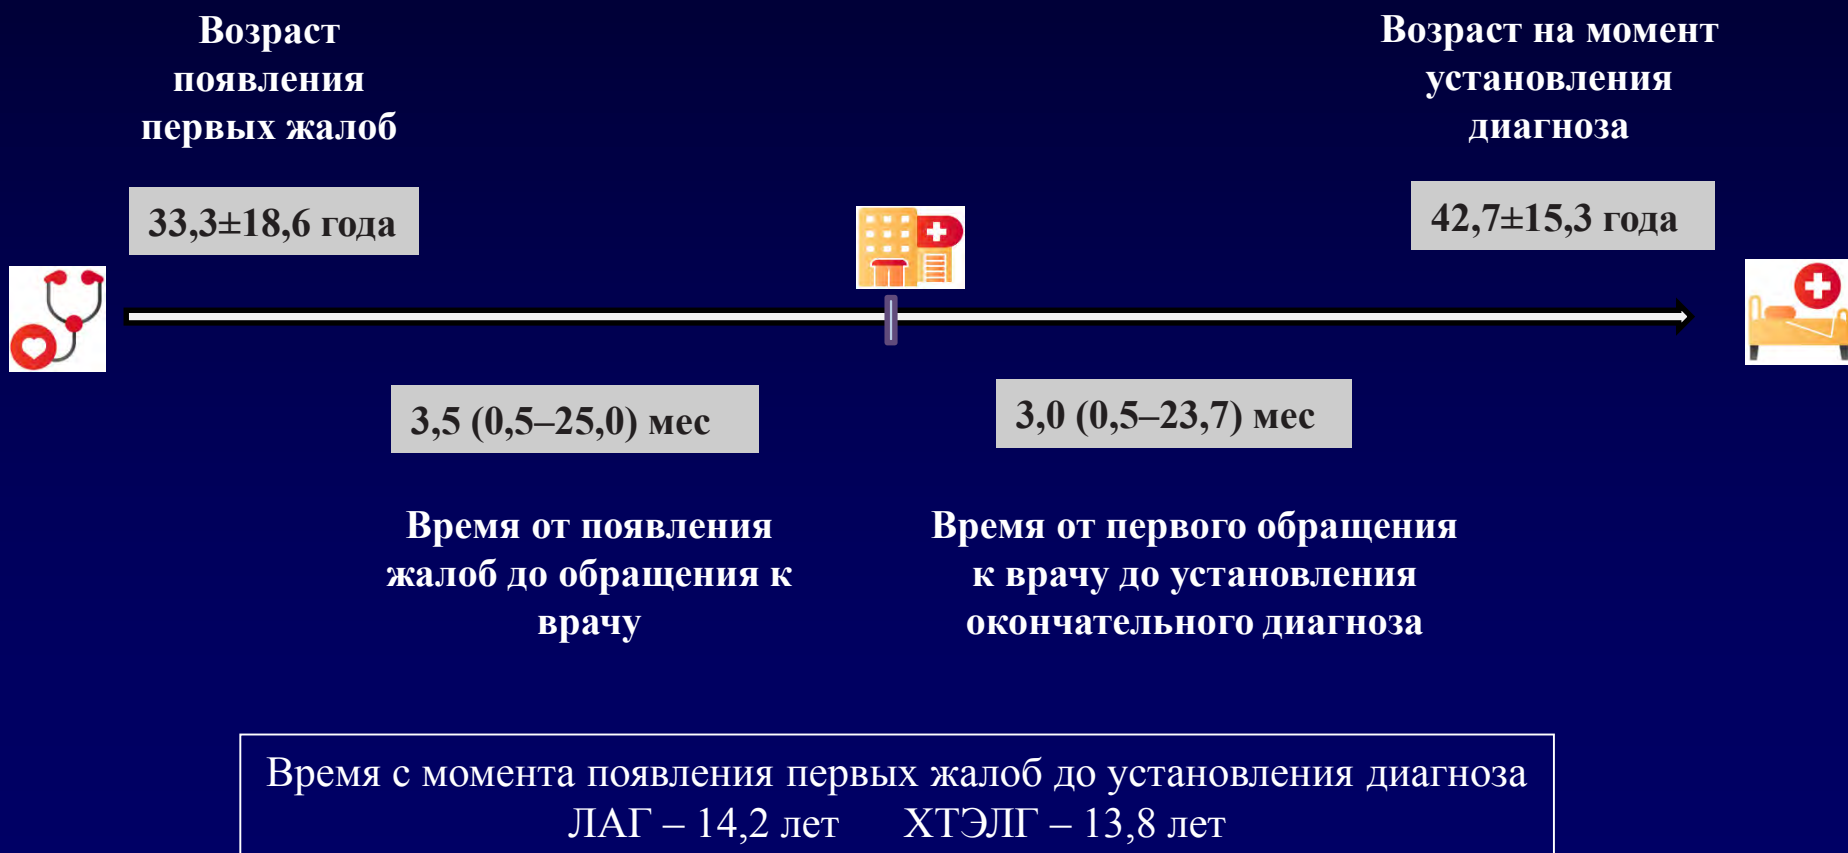 Возраст
появления
первых жалоб
Возраст на момент
установления
диагноза
33,3±18,6 года
42,7±15,3 года
3,5 (0,5–25,0) мес
3,0 (0,5–23,7) мес
Время от появления
жалоб до обращения к
врачу
Время от первого обращения
к врачу до установления
окончательного диагноза
Время с момента появления первых жалоб до установления диагноза
ЛАГ – 14,2 лет ХТЭЛГ – 13,8 лет